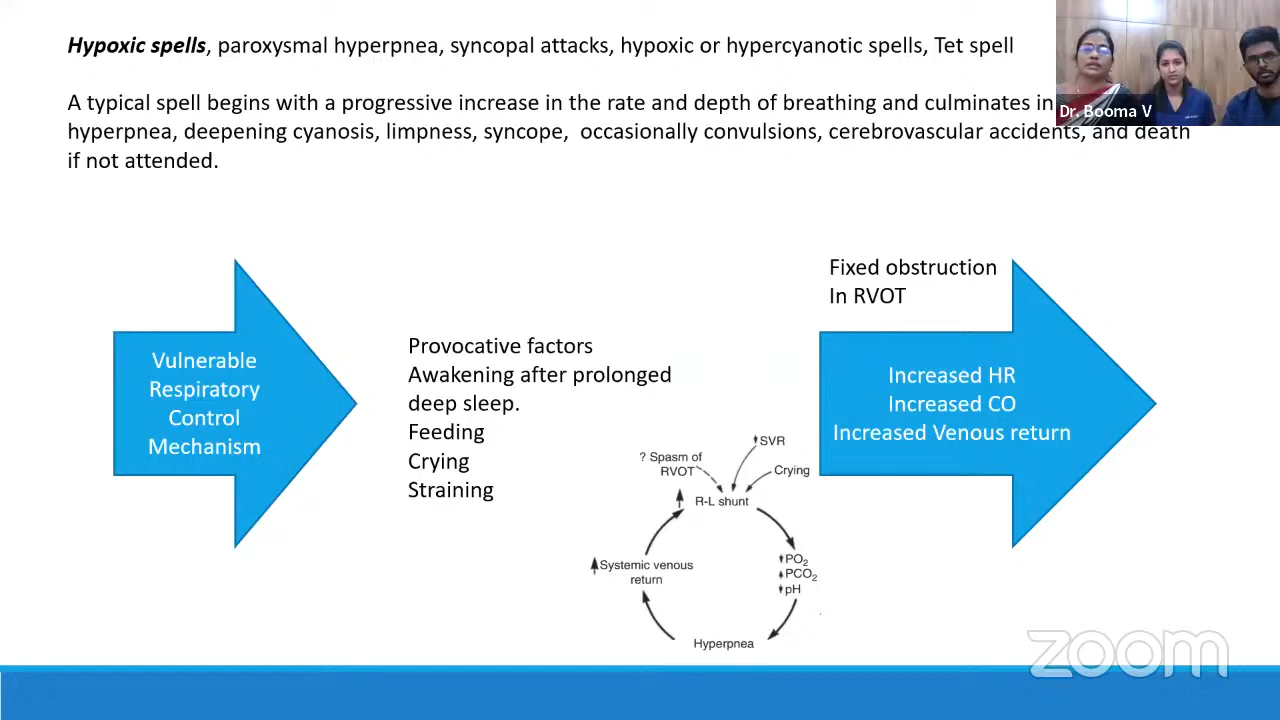 Hypoxic spells, paroxysmal hyperpnea, syncopal attacks, hypoxic or hypercyanotic spells, Tet spell
A typical spell begins with a progressive increase in the rate and depth of breathing and culminates in
hyperpnea, deepening cyanosis, limpness, syncope, occasionally convulsions, cerebrovascular accidents, and death
if not attended.
Dr. Booma V
Vulnerable
Respiratory
Control
Mechanism
Provocative factors
Awakening after prolonged
deep sleep.
Feeding
Crying
Straining
Fixed obstruction
In RVOT
Increased HR
Increased CO
Increased Venous return
? Spasm of
RVOT
SVR
Crying
R-L shunt
PO2
PCO2
pH
Hyperpnea
Systemic venous
return
zoom